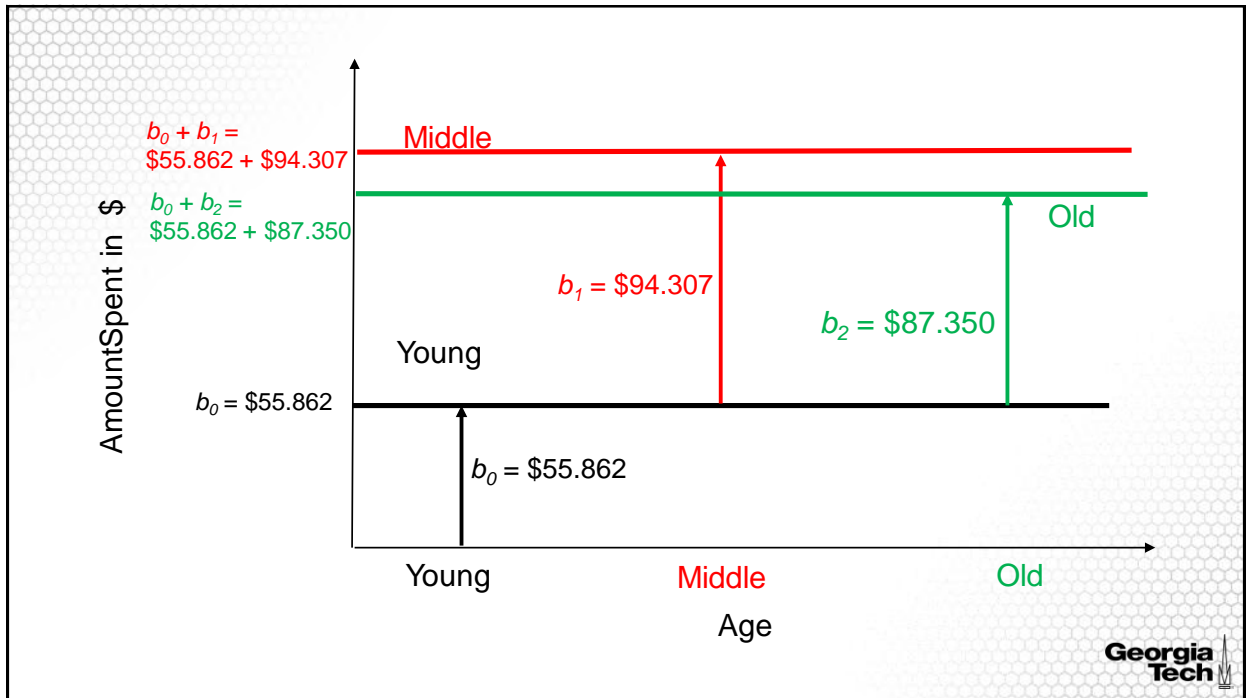 b0 + b1 =
$55.862 + $94.307
Middle
b0 + b2 =
$55.862 + $87.350
Old
AmountSpent in $
b1 = $94.307
b2 = $87.350
Young
b0 = $55.862
b0 = $55.862
Young
Middle
Old
Age
Georgia
Tech